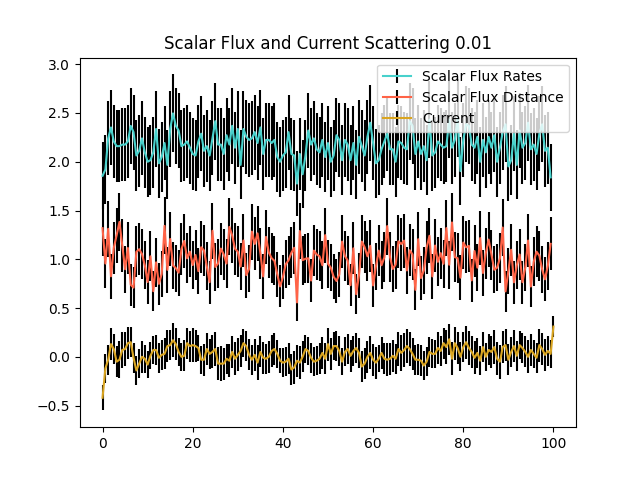 Scalar Flux and Current Scattering 0.01
3.0
2.5
2.0
1.5
1.0
0.5
0.0
−0.5
Scalar Flux Rates
Scalar Flux Distance
Current
0 20 40 60 80 100